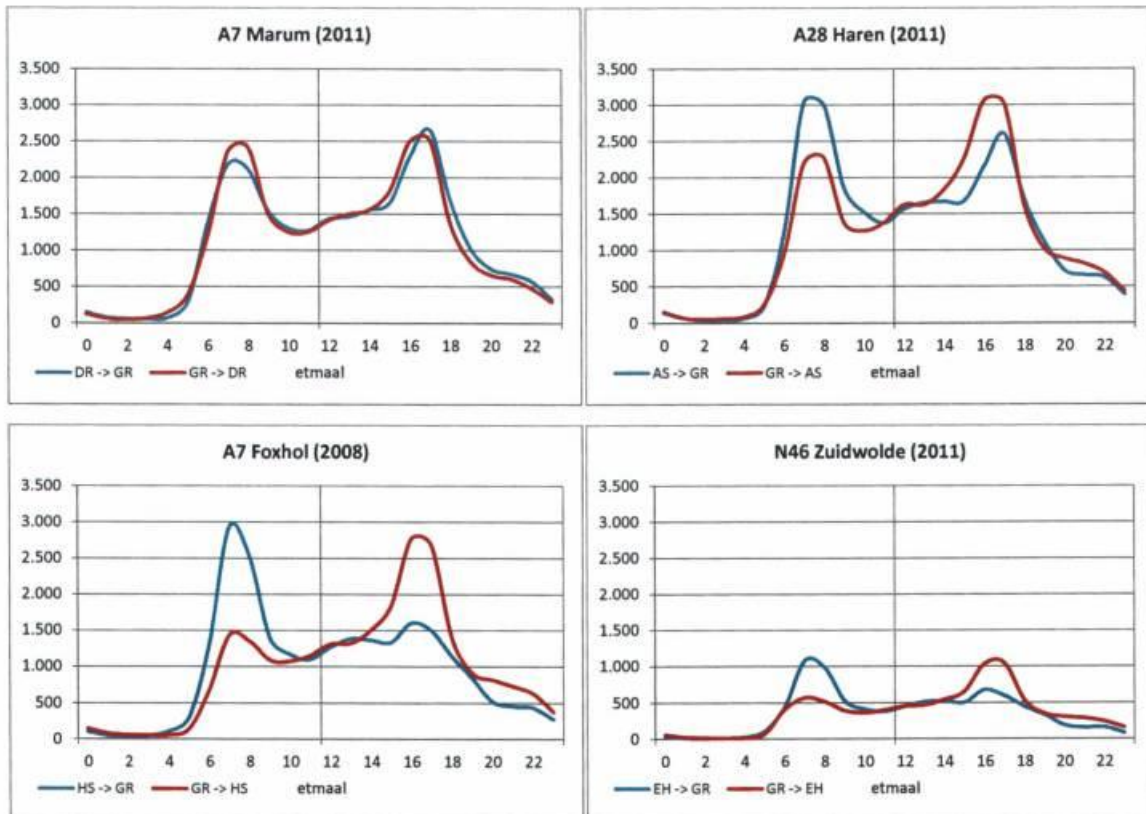 A7 Marum (2011)
3.500
3.000
2.500
2.000
1.500
1.000
500
0
0 2 4 6 8 10 12 14 16 18 20 22
DR -> GR GR -> DR etmaal
A28 Haren (2011)
3.500
3.000
2.500
2.000
1.500
1.000
500
0
0 2 4 6 8 10 12 14 16 18 20 22
AS -> GR GR -> AS etmaal
A7 Foxhol (2008)
3.500
3.000
2.500
2.000
1.500
1.000
500
0
0 2 4 6 8 10 12 14 16 18 20 22
HS -> GR GR -> HS etmaal
N46 Zuidwolde (2011)
3.500
3.000
2.500
2.000
1.500
1.000
500
0
0 2 4 6 8 10 12 14 16 18 20 22
EH -> GR GR -> EH etmaal